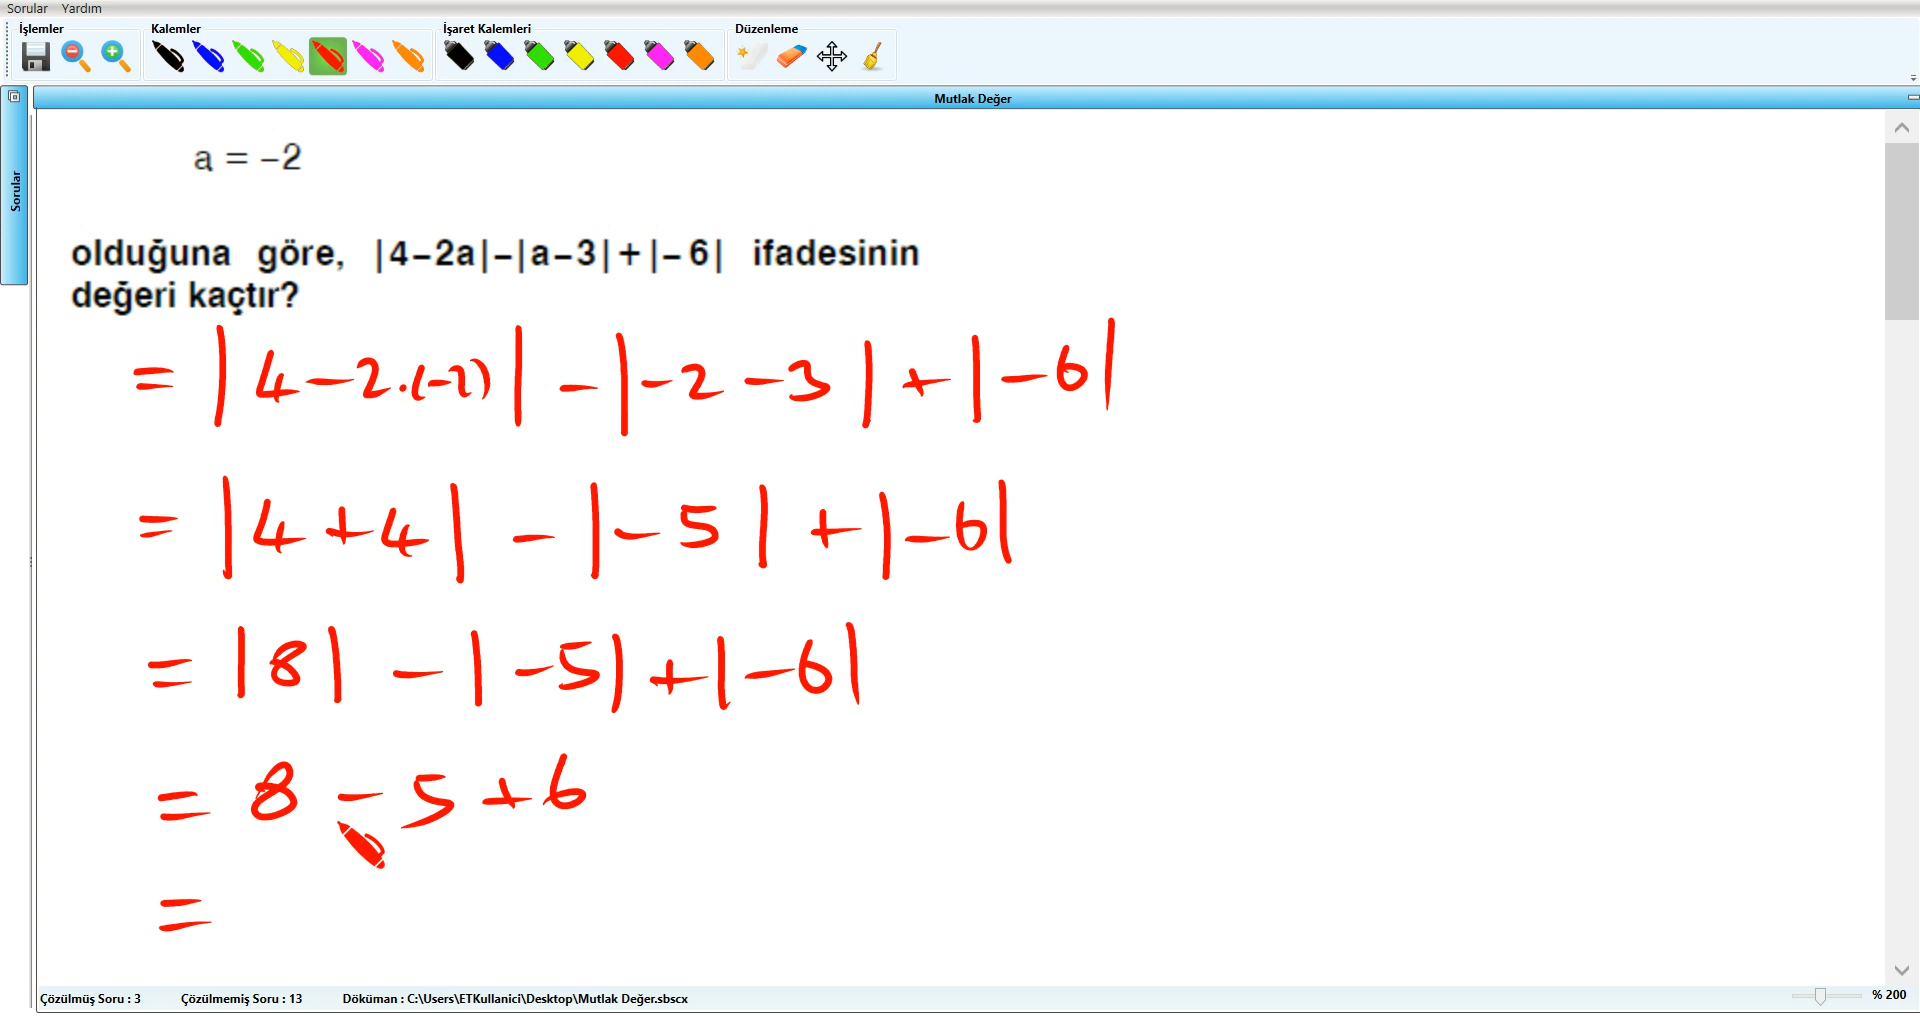 Sorular Yardım
İşlemler Kalemler İşaret Kalemleri Düzenleme
Mutlak Değer
Sorular
a = −2
olduğuna göre, |4−2a|−|a−3|+|−6| ifadesinin
değeri kaçtır?
= |4−2.(−2)| − |−2−3| + |−6|
= |4+4| − |−5| + |−6|
= |8| − |−5| + |−6|
= 8 − 5 + 6
=
Çözülmüş Soru : 3 Çözülmemiş Soru : 13 Döküman : C:\Users\ETKullanici\Desktop\Mutlak Değer.sbscx % 200